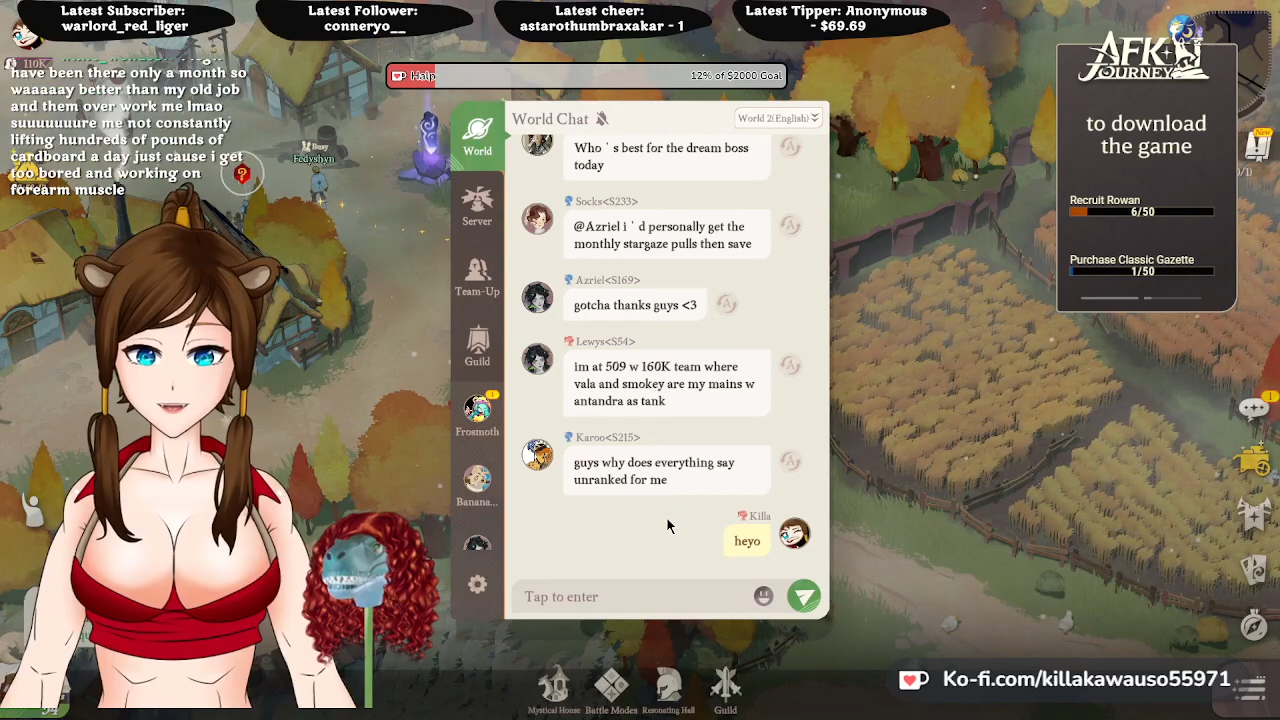 Latest Subscriber:
warlord_red_liger
Latest Follower:
conneryo__
Latest cheer:
astarothumbraxakar - 1
Latest Tipper: Anonymous
- $69.69
110K
have been there only a month so
waaaay better than my old job
and them over work me lmao
suuuuuuure me not constantly
lifting hundreds of pounds of
cardboard a day just cause i get
too bored and working on
forearm muscle
Halp
12% of $2000 Goal
Busy
Fedyshyn
World
Server
Team-Up
Guild
Frosmoth
Banana...
World Chat
World 2(English)
Who ` s best for the dream boss
today
Socks<S233>
@Azriel i ` d personally get the
monthly stargaze pulls then save
Azriel<S169>
gotcha thanks guys <3
Lewys<S54>
im at 509 w 160K team where
vala and smokey are my mains w
antandra as tank
Karoo<S215>
guys why does everything say
unranked for me
Killa
heyo
Tap to enter
AFK
JOURNEY
to download
the game
Recruit Rowan
6/50
Purchase Classic Gazette
1/50
New
1
1
Mystical House
Battle Modes
Resonating Hall
Guild
Ko-fi.com/killakawauso55971